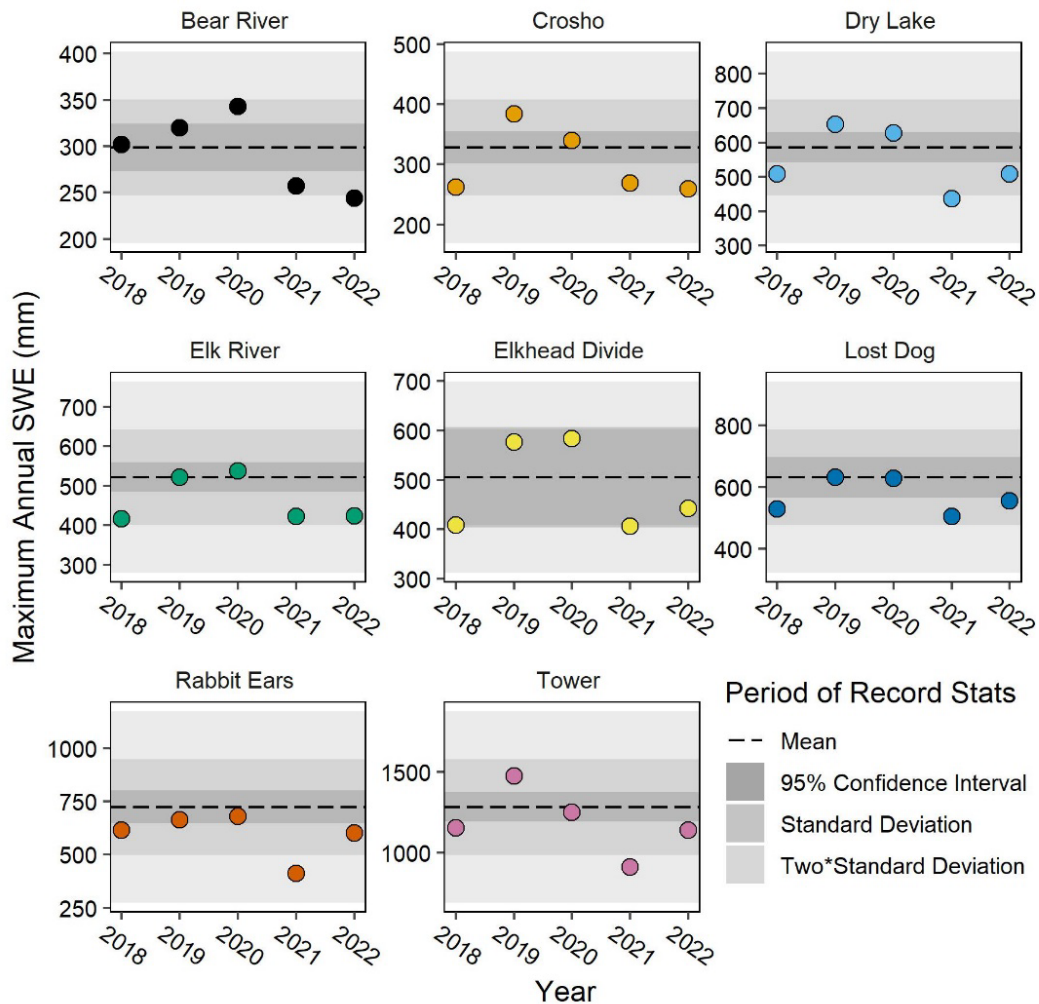 Bear River
Crosho
Dry Lake
400
350
300
250
200
500
400
300
200
800
700
600
500
400
300
2018 2019 2020 2021 2022
2018 2019 2020 2021 2022
2018 2019 2020 2021 2022
Maximum Annual SWE (mm)
Elk River
Elkhead Divide
Lost Dog
700
600
500
400
300
700
600
500
400
300
800
600
400
2018 2019 2020 2021 2022
2018 2019 2020 2021 2022
2018 2019 2020 2021 2022
Rabbit Ears
Tower
1000
750
500
250
1500
1000
2018 2019 2020 2021 2022
2018 2019 2020 2021 2022
Year
Period of Record Stats
Mean
95% Confidence Interval
Standard Deviation
Two*Standard Deviation